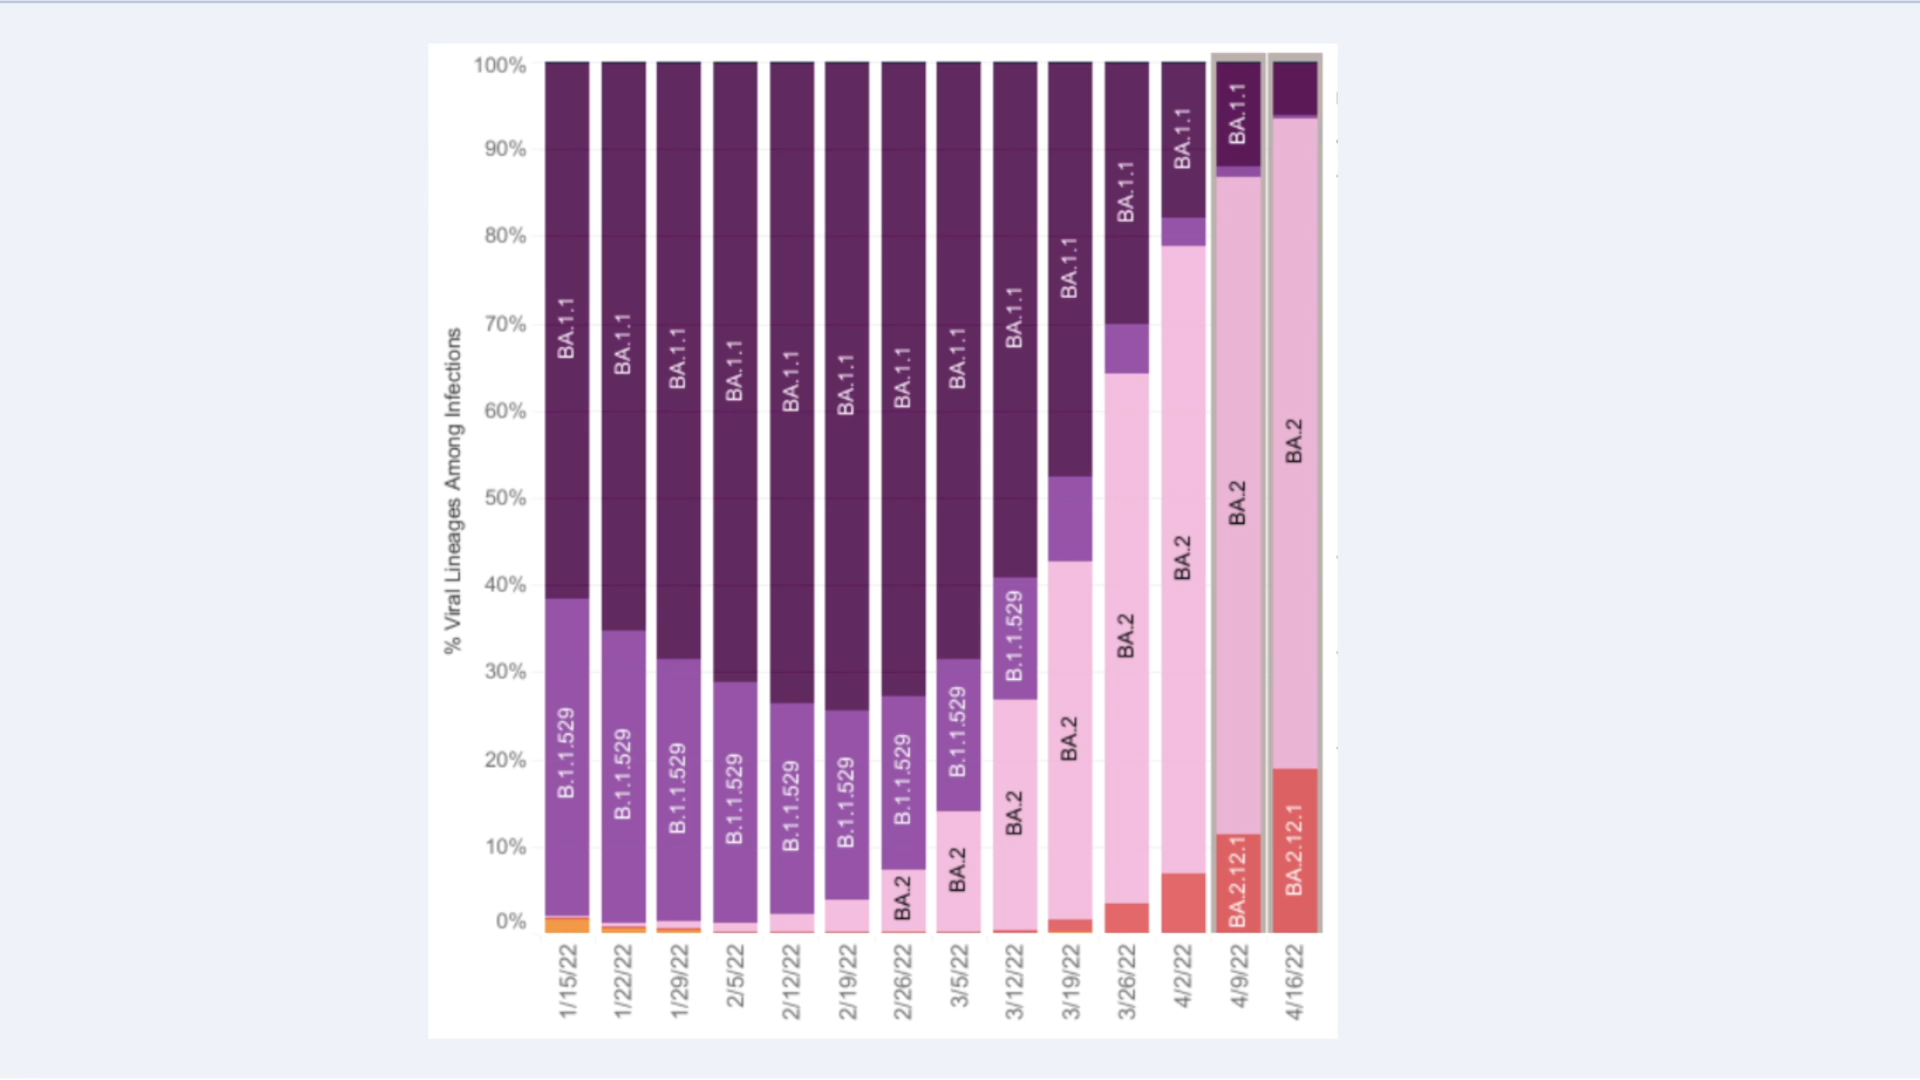 % Viral Lineages Among Infections
100%
90%
80%
70%
60%
50%
40%
30%
20%
10%
0%
BA.1.1
B.1.1.529
BA.1.1
B.1.1.529
BA.1.1
B.1.1.529
BA.1.1
B.1.1.529
BA.1.1
B.1.1.529
BA.1.1
B.1.1.529
BA.1.1
B.1.1.529
BA.2
BA.1.1
B.1.1.529
BA.2
BA.1.1
B.1.1.529
BA.2
BA.1.1
BA.2
BA.1.1
BA.2
BA.1.1
BA.2
BA.1.1
BA.2
BA.2.12.1
BA.2
BA.2.12.1
1/15/22
1/22/22
1/29/22
2/5/22
2/12/22
2/19/22
2/26/22
3/5/22
3/12/22
3/19/22
3/26/22
4/2/22
4/9/22
4/16/22